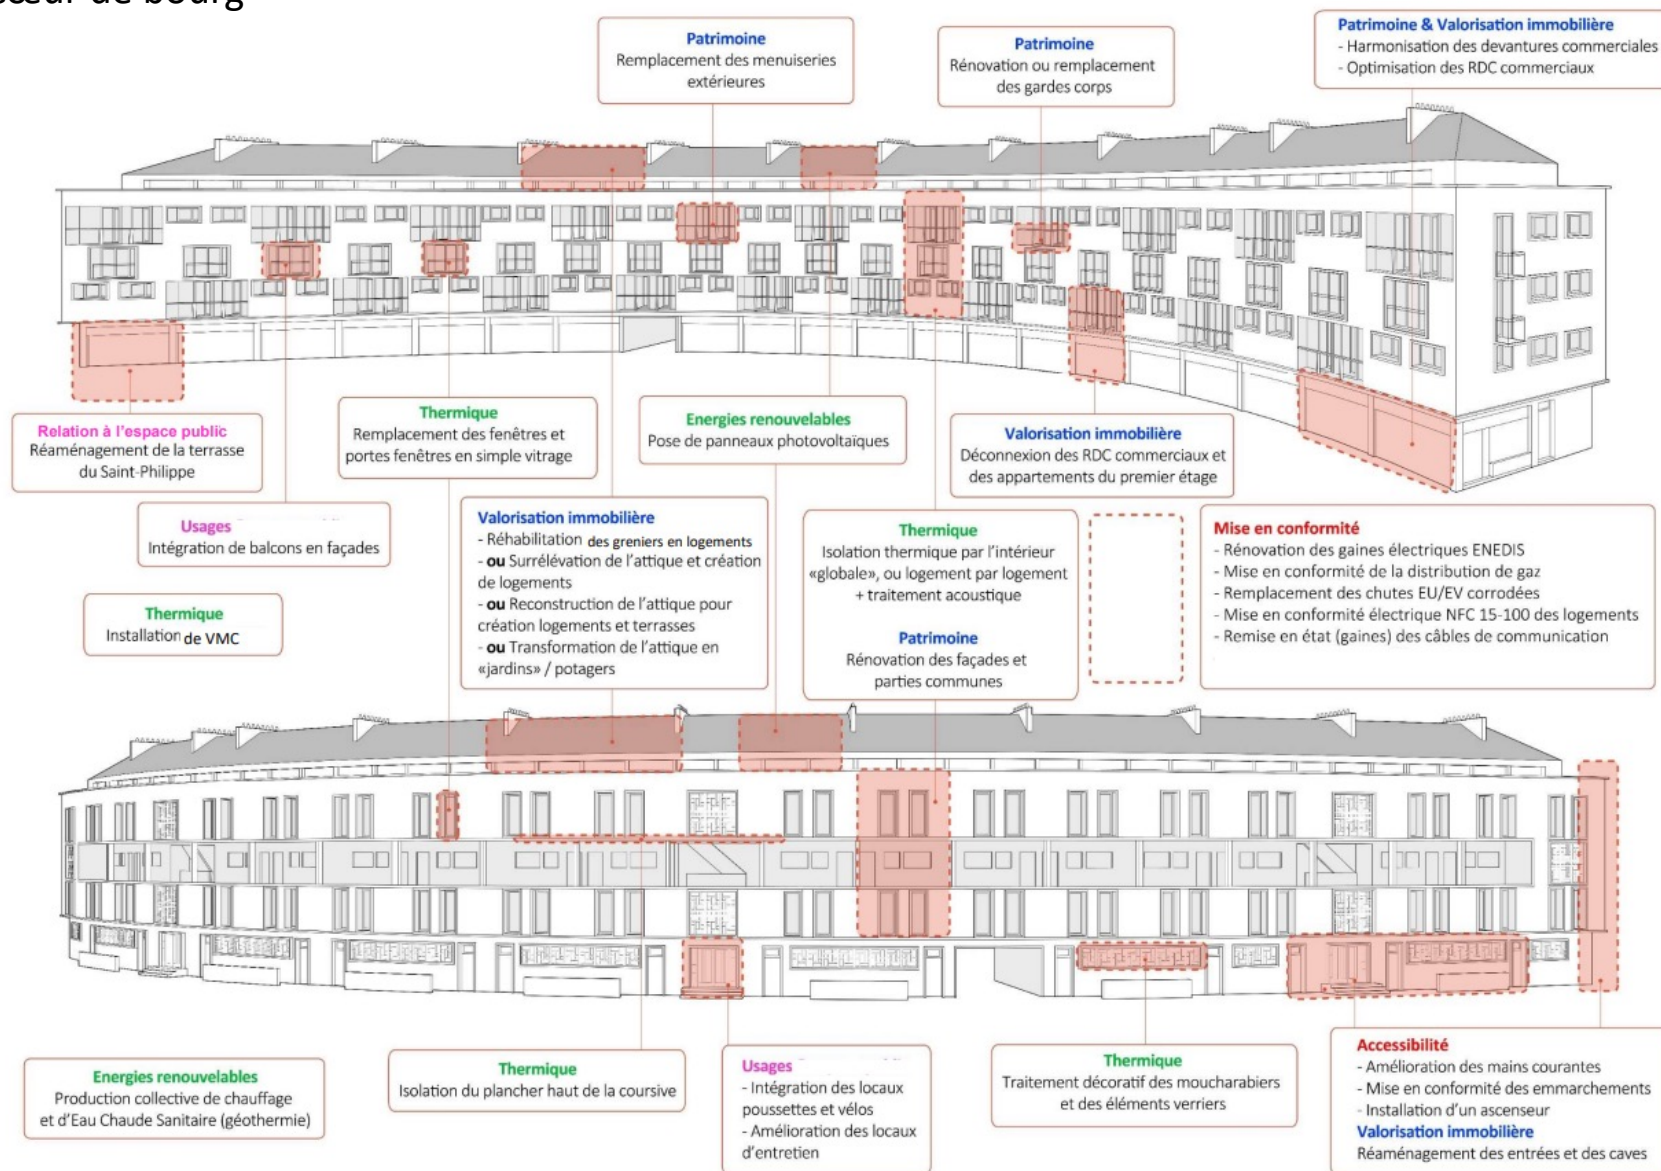 cœur de bourg
Patrimoine
Remplacement des menuiseries
extérieures
Patrimoine
Rénovation ou remplacement
des gardes corps
Patrimoine & Valorisation immobilière
- Harmonisation des devantures commerciales
- Optimisation des RDC commerciaux
Relation à l'espace public
Réaménagement de la terrasse
du Saint-Philippe
Thermique
Remplacement des fenêtres et
portes fenêtres en simple vitrage
Energies renouvelables
Pose de panneaux photovoltaïques
Valorisation immobilière
Déconnexion des RDC commerciaux et
des appartements du premier étage
Usages
Intégration de balcons en façades
Valorisation immobilière
- Réhabilitation des greniers en logements
- ou Surrélévation de l'attique et création
de logements
- ou Reconstruction de l'attique pour
création logements et terrasses
- ou Transformation de l'attique en
«jardins» / potagers
Thermique
Isolation thermique par l'intérieur
«globale», ou logement par logement
+ traitement acoustique
Patrimoine
Rénovation des façades et
parties communes
Mise en conformité
- Rénovation des gaines électriques ENEDIS
- Mise en conformité de la distribution de gaz
- Remplacement des chutes EU/EV corrodées
- Mise en conformité électrique NFC 15-100 des logements
- Remise en état (gaines) des câbles de communication
Thermique
Installation de VMC
Energies renouvelables
Production collective de chauffage
et d'Eau Chaude Sanitaire (géothermie)
Thermique
Isolation du plancher haut de la coursive
Usages
- Intégration des locaux
poussettes et vélos
- Amélioration des locaux
d'entretien
Thermique
Traitement décoratif des moucharabiers
et des éléments verriers
Accessibilité
- Amélioration des mains courantes
- Mise en conformité des emmarchements
- Installation d'un ascenseur
Valorisation immobilière
Réaménagement des entrées et des caves